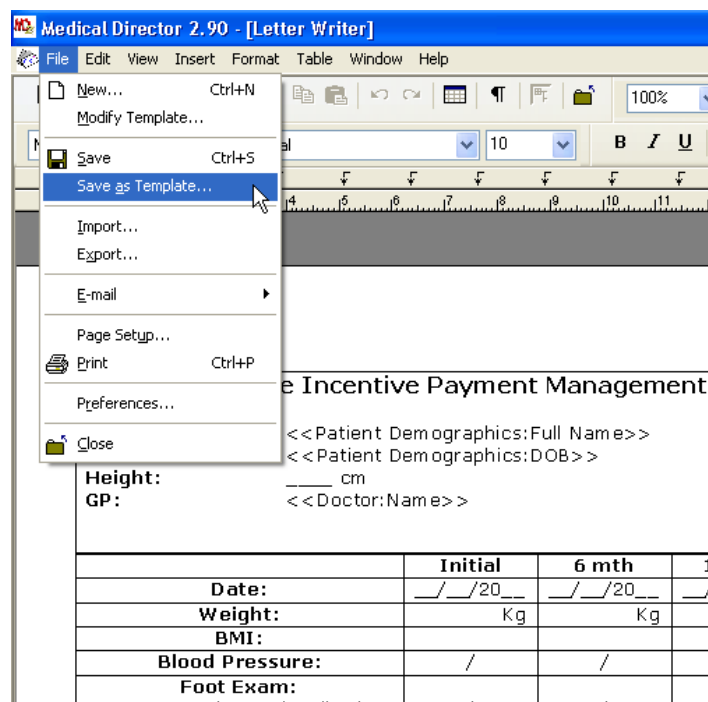 Medical Director 2.90 - [Letter Writer]
File Edit View Insert Format Table Window Help
New... Ctrl+N
Modify Template...
100%
Save Ctrl+S
10 B I U
Save as Template...
4 5 6 7 8 9 10 11
Import...
Export...
E-mail
Page Setup...
Print Ctrl+P
Preferences...
Close
e Incentive Payment Management
<<Patient Demographics:Full Name>>
<<Patient Demographics:DOB>>
Height: ____ cm
GP: <<Doctor:Name>>
Initial 6 mth 1
Date: __/__/20__ __/__/20__
Weight: Kg Kg
BMI:
Blood Pressure: / /
Foot Exam: